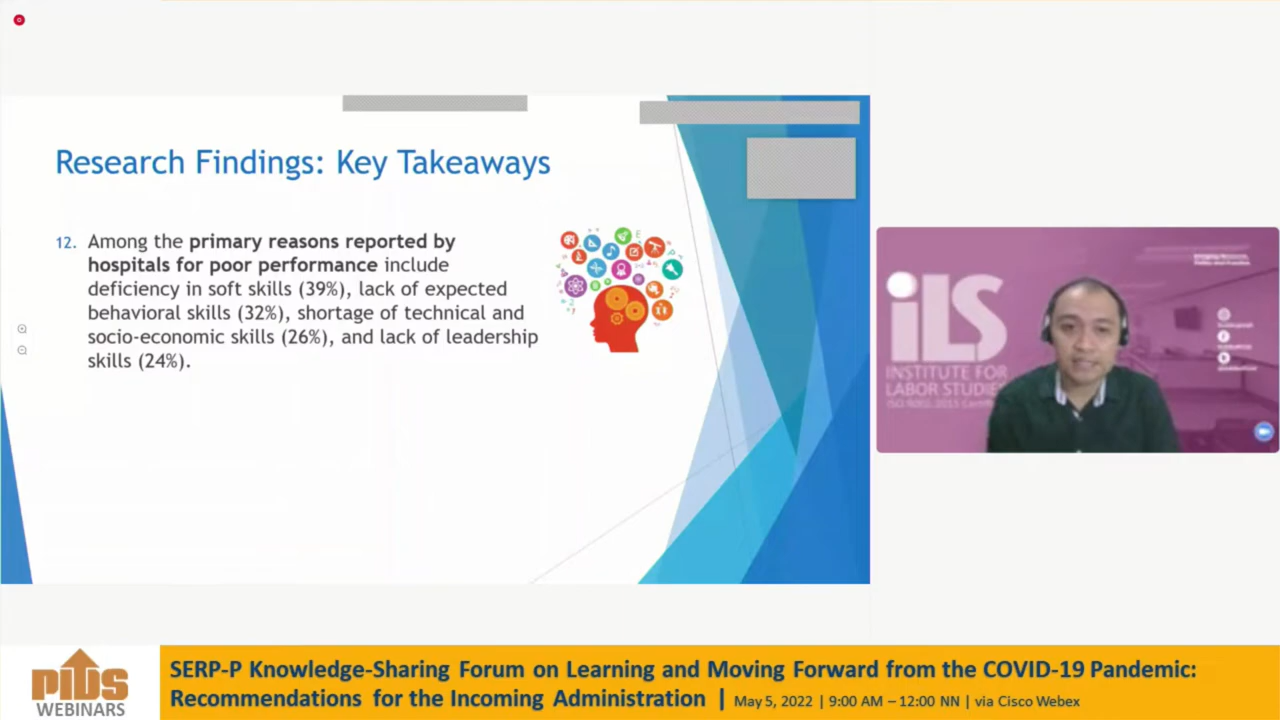 Research Findings: Key Takeaways
12. Among the primary reasons reported by
hospitals for poor performance include
deficiency in soft skills (39%), lack of expected
behavioral skills (32%), shortage of technical and
socio-economic skills (26%), and lack of leadership
skills (24%).
iLS
INSTITUTE FOR
LABOR STUDIES
PIDS
WEBINARS
SERP-P Knowledge-Sharing Forum on Learning and Moving Forward from the COVID-19 Pandemic:
Recommendations for the Incoming Administration | May 5, 2022 | 9:00 AM – 12:00 NN | via Cisco Webex